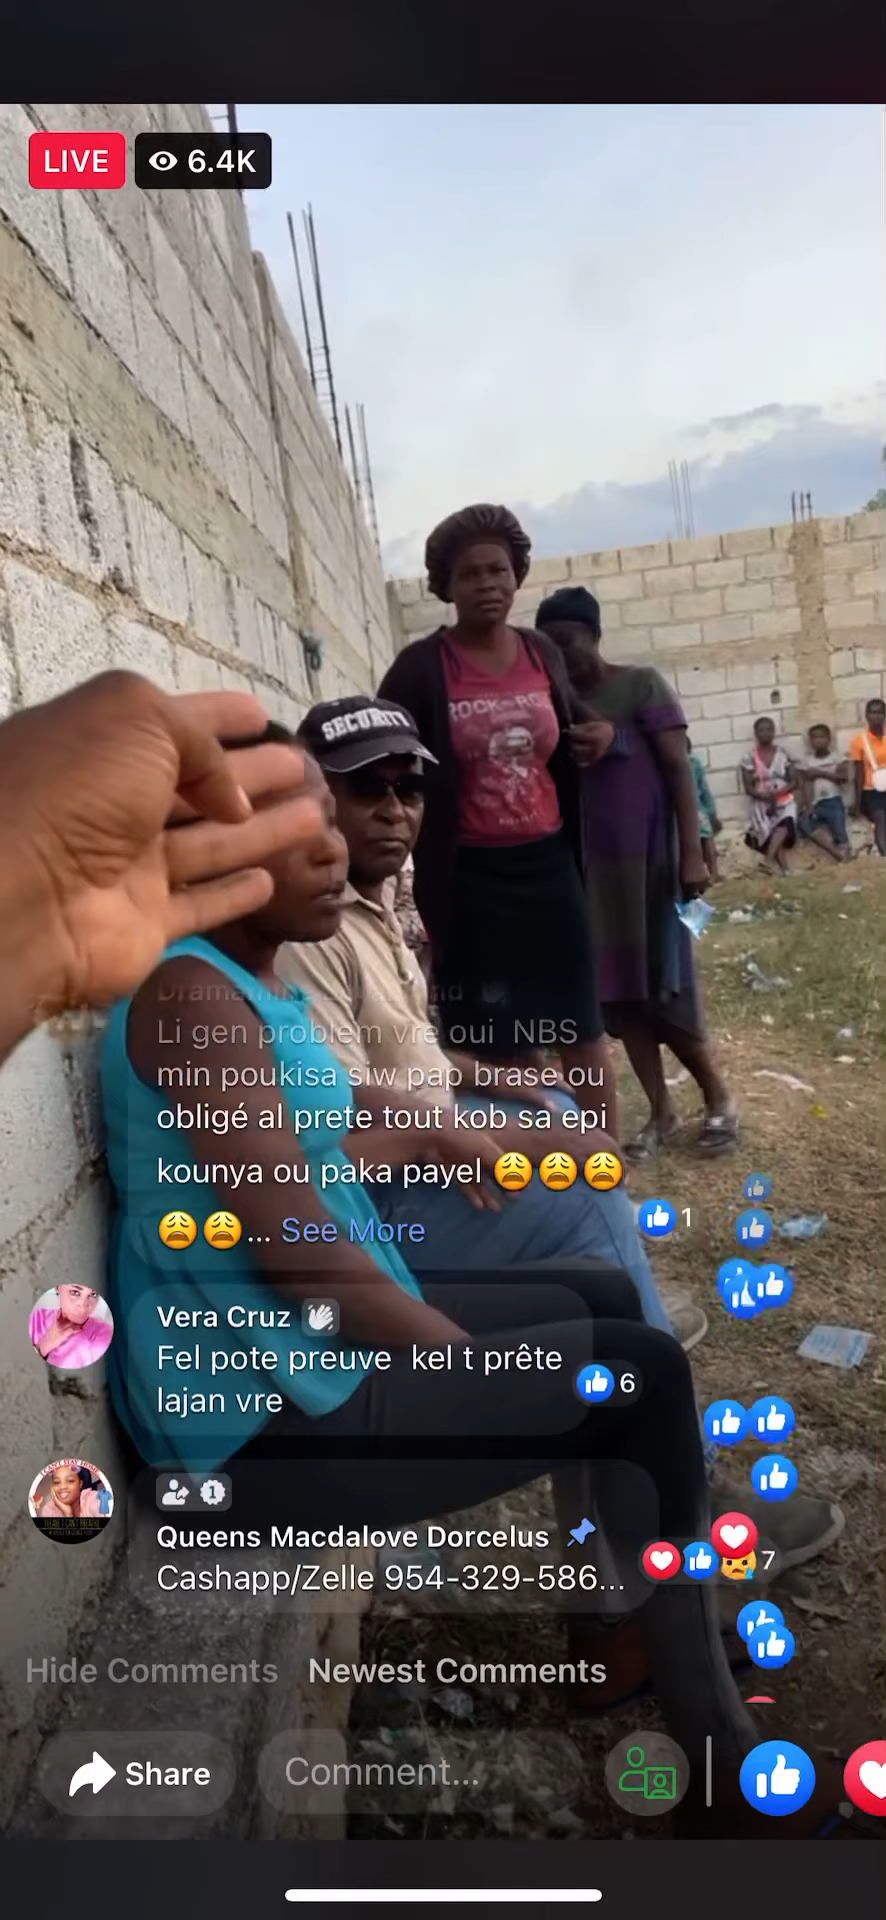 LIVE 6.4K
SECURITY
ROCK
Li gen problem vre oui NBS
min poukisa siw pap brase ou
obligé al prete tout kob sa epi
kounya ou paka payel 😩😩😩
😩😩... See More
1
Vera Cruz 👋
Fel pote preuve kel t prête
lajan vre
6
Queens Macdalove Dorcelus 📌
Cashapp/Zelle 954-329-586...
7
Hide Comments Newest Comments
Share Comment...